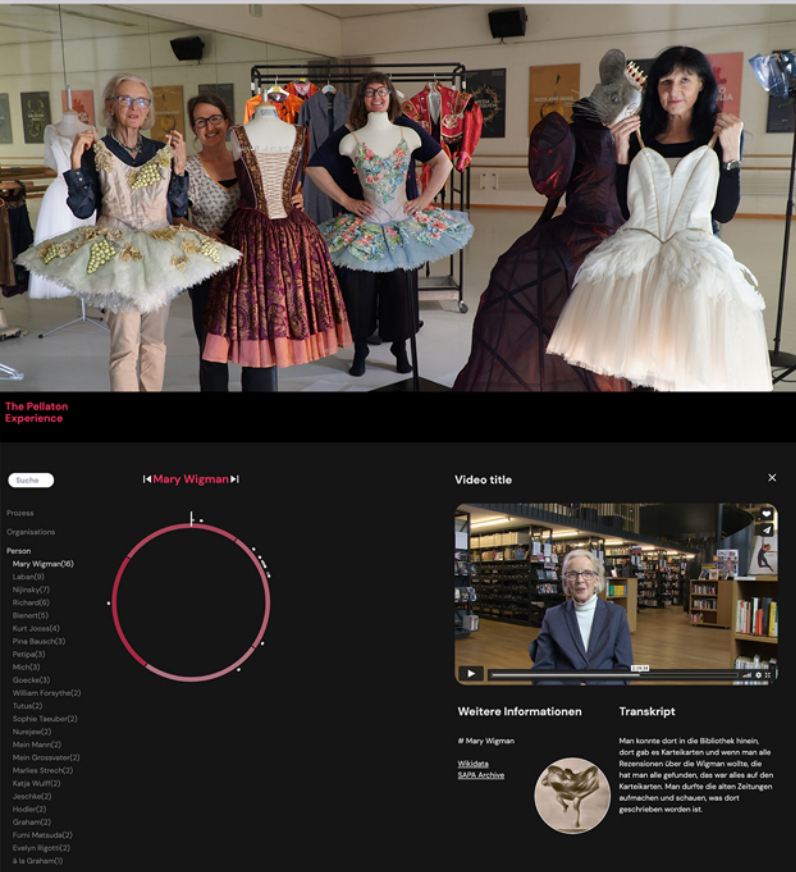 The Pellaton
Experience
Suche
Mary Wigman
Video title
Prozess
Organisations
Person
Mary Wigman(16)
Laban(9)
Nijinsky(7)
Richard(6)
Bienert(5)
Kurt Jooss(4)
Pina Bausch(3)
Petipa(3)
Mich(3)
Goecke(3)
William Forsythe(2)
Tutus(2)
Sophie Taeuber(2)
Nurejew(2)
Mein Mann(2)
Mein Grossvater(2)
Marlies Strech(2)
Katja Wulff(2)
Jeschke(2)
Hodler(2)
Graham(2)
Fumi Matsuda(2)
Evelyn Rigotti(2)
à la Graham(1)
Weitere Informationen
# Mary Wigman
Wikidata
SAPA Archive
Transkript
Man konnte dort in die Bibliothek hinein,
dort gab es Karteikarten und wenn man alle
Rezensionen über die Wigman wollte, die
hat man alle gefunden, das war alles auf den
Karteikarten. Man durfte die alten Zeitungen
aufmachen und schauen, was dort
geschrieben worden ist.